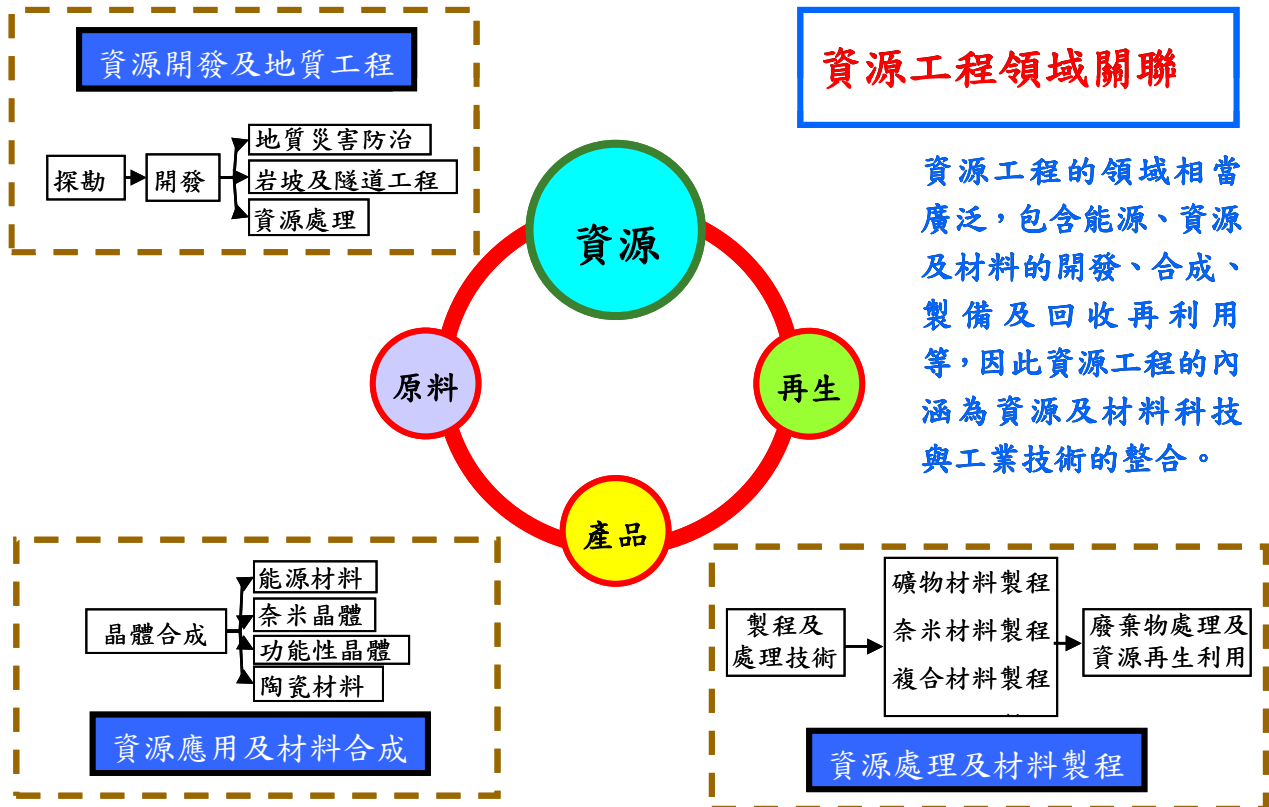 資源開發及地質工程
探勘
開發
地質災害防治
岩坡及隧道工程
資源處理
資源工程領域關聯
資源工程的領域相當
廣泛，包含能源、資源
及材料的開發、合成、
製備及回收再利用
等，因此資源工程的內
涵為資源及材料科技
與工業技術的整合。
資源
原料
再生
產品
晶體合成
能源材料
奈米晶體
功能性晶體
陶瓷材料
資源應用及材料合成
製程及
處理技術
礦物材料製程
奈米材料製程
複合材料製程
廢棄物處理及
資源再生利用
資源處理及材料製程